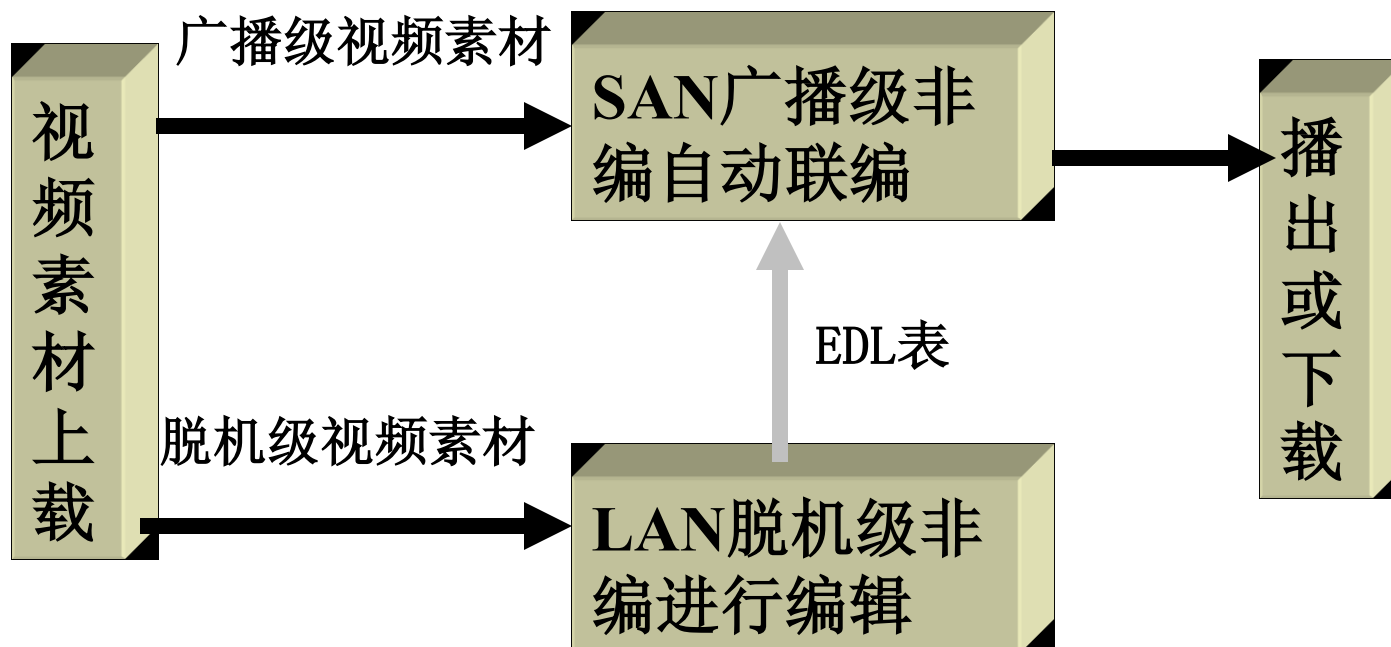 广播级视频素材
视频素材上载
SAN广播级非
编自动联编
播出或下载
EDL表
脱机级视频素材
LAN脱机级非
编进行编辑